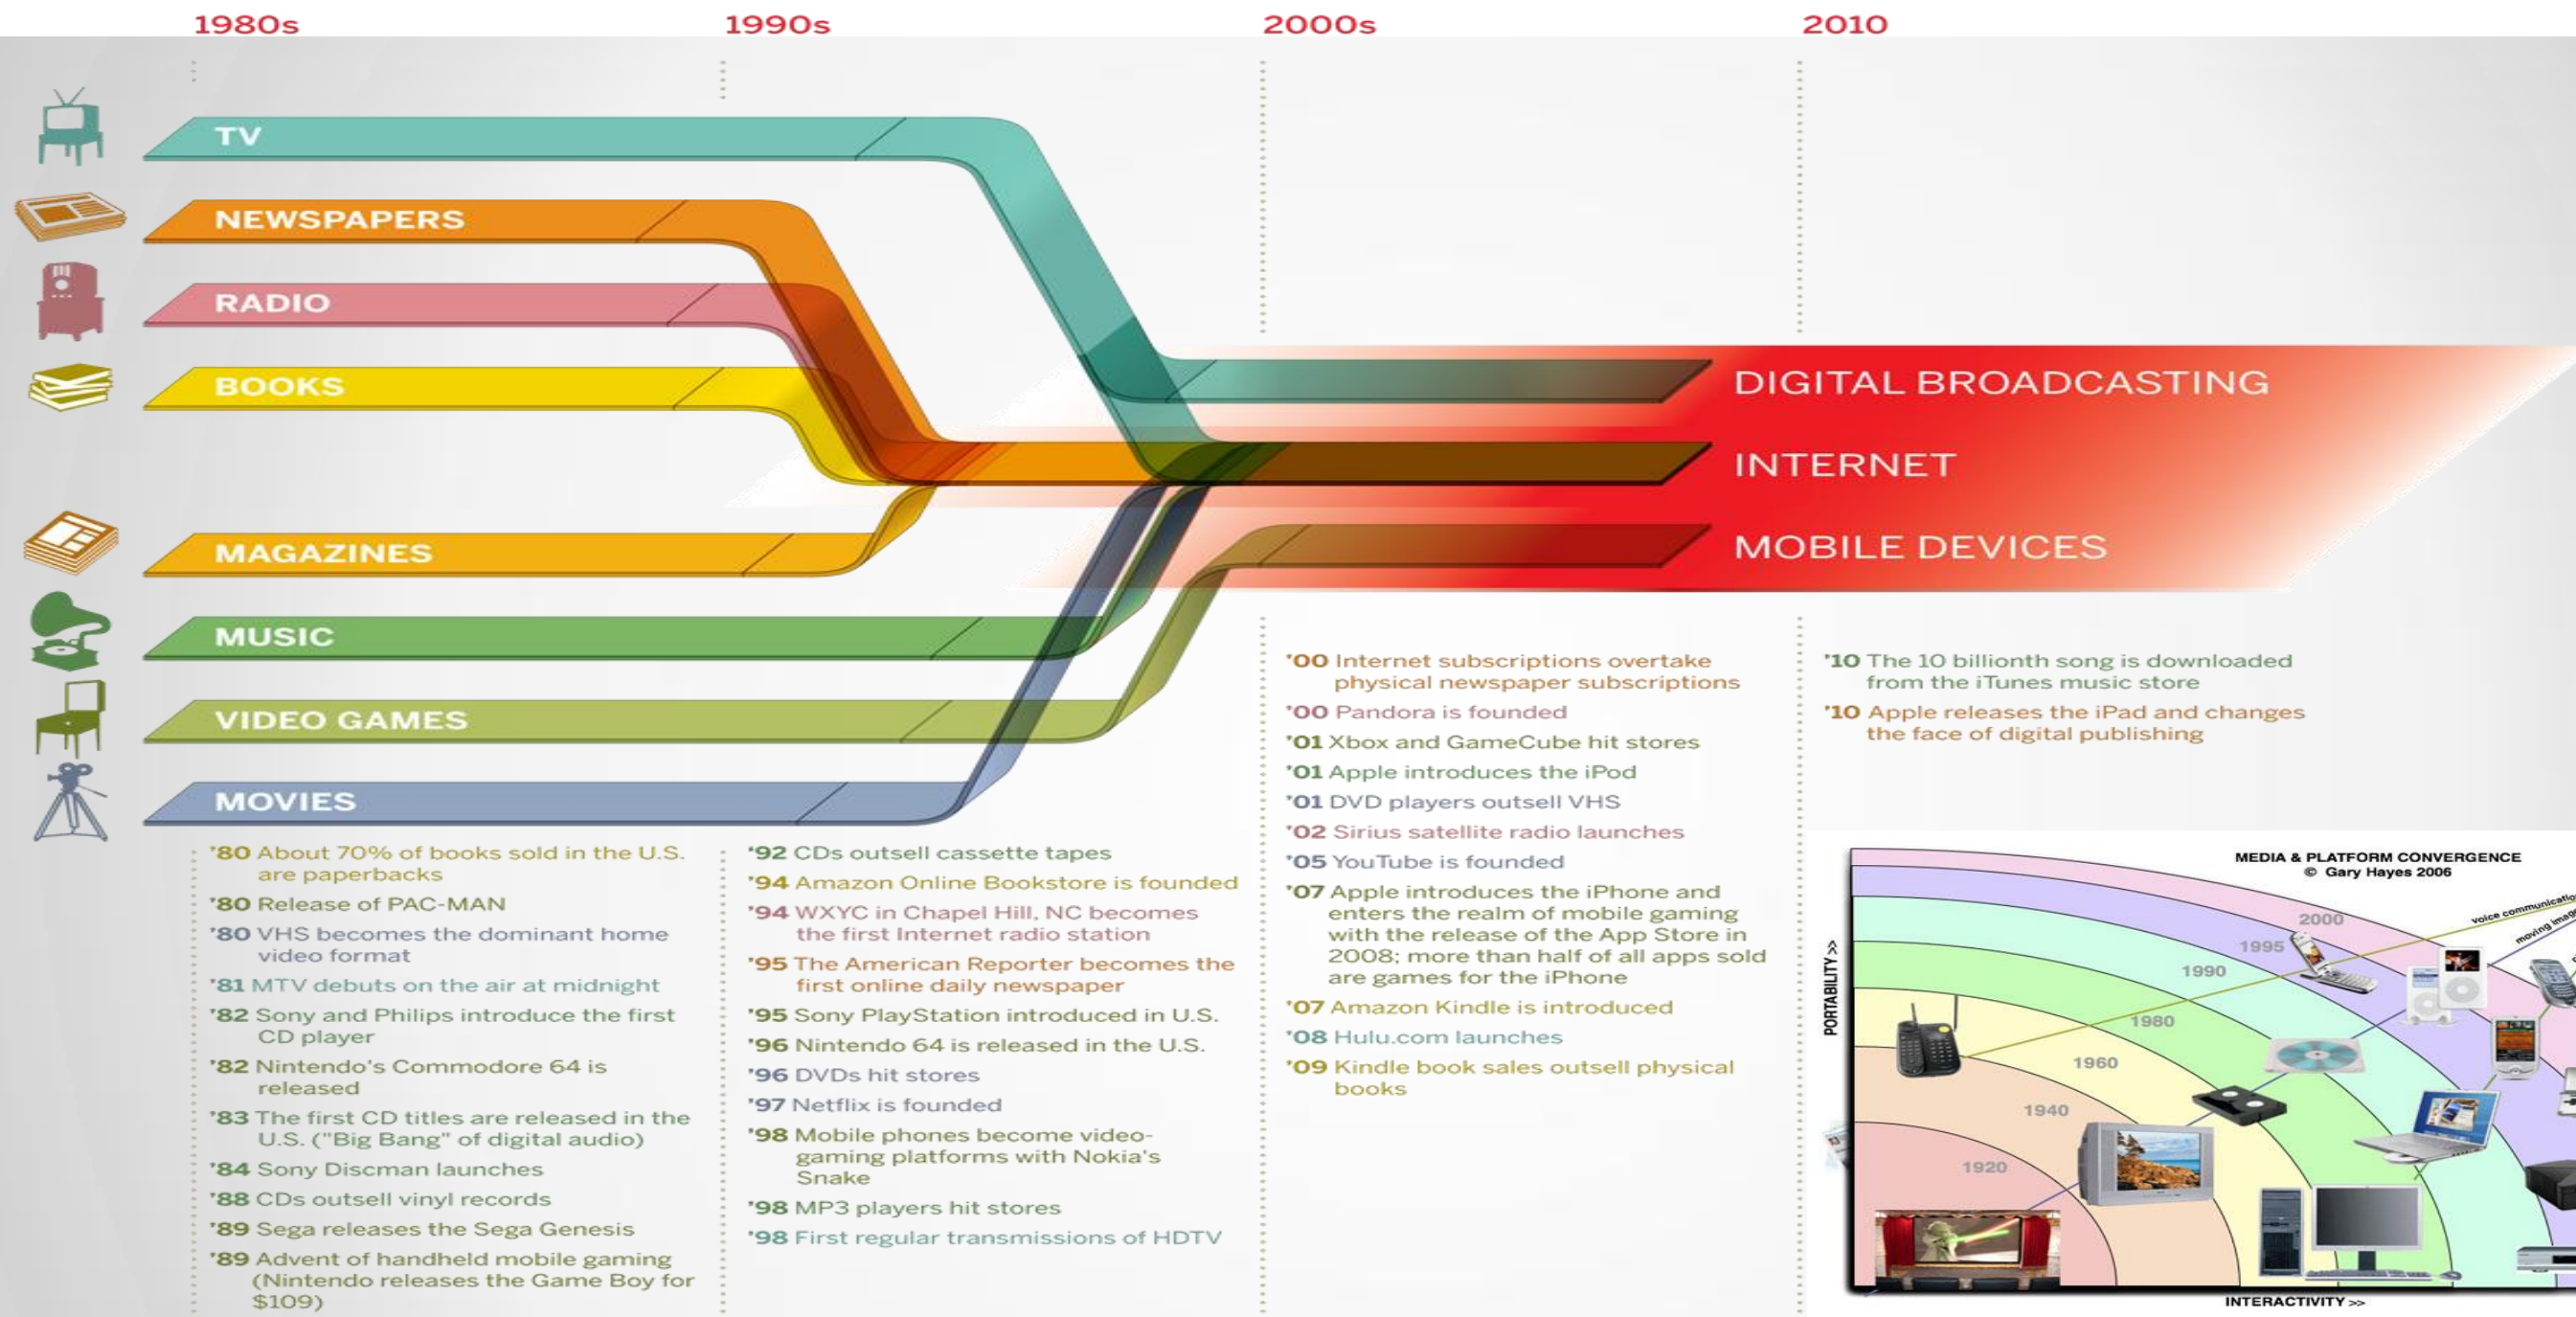 1980s
1990s
2000s
2010
TV
NEWSPAPERS
RADIO
BOOKS
MAGAZINES
MUSIC
VIDEO GAMES
MOVIES
DIGITAL BROADCASTING
INTERNET
MOBILE DEVICES
'80 About 70% of books sold in the U.S.
are paperbacks
'80 Release of PAC-MAN
'80 VHS becomes the dominant home
video format
'81 MTV debuts on the air at midnight
'82 Sony and Philips introduce the first
CD player
'82 Nintendo's Commodore 64 is
released
'83 The first CD titles are released in the
U.S. ("Big Bang" of digital audio)
'84 Sony Discman launches
'88 CDs outsell vinyl records
'89 Sega releases the Sega Genesis
'89 Advent of handheld mobile gaming
(Nintendo releases the Game Boy for
$109)
'92 CDs outsell cassette tapes
'94 Amazon Online Bookstore is founded
'94 WXYC in Chapel Hill, NC becomes
the first Internet radio station
'95 The American Reporter becomes the
first online daily newspaper
'95 Sony PlayStation introduced in U.S.
'96 Nintendo 64 is released in the U.S.
'96 DVDs hit stores
'97 Netflix is founded
'98 Mobile phones become video-
gaming platforms with Nokia's
Snake
'98 MP3 players hit stores
'98 First regular transmissions of HDTV
'00 Internet subscriptions overtake
physical newspaper subscriptions
'00 Pandora is founded
'01 Xbox and GameCube hit stores
'01 Apple introduces the iPod
'01 DVD players outsell VHS
'02 Sirius satellite radio launches
'05 YouTube is founded
'07 Apple introduces the iPhone and
enters the realm of mobile gaming
with the release of the App Store in
2008; more than half of all apps sold
are games for the iPhone
'07 Amazon Kindle is introduced
'08 Hulu.com launches
'09 Kindle book sales outsell physical
books
'10 The 10 billionth song is downloaded
from the iTunes music store
'10 Apple releases the iPad and changes
the face of digital publishing
MEDIA & PLATFORM CONVERGENCE
© Gary Hayes 2006
voice
moving
2000
1995
1990
1980
1960
1940
1920
PORTABILITY >>
INTERACTIVITY >>